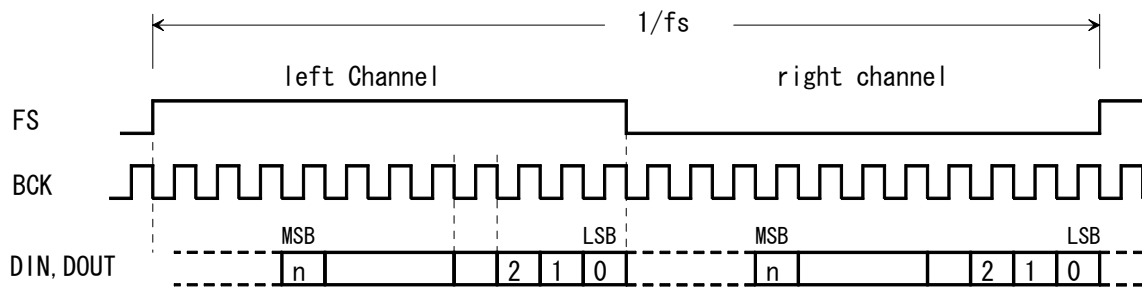 1/fs
left Channel right channel
FS
BCK
MSB LSB MSB LSB
DIN, DOUT n 2 1 0 n 2 1 0